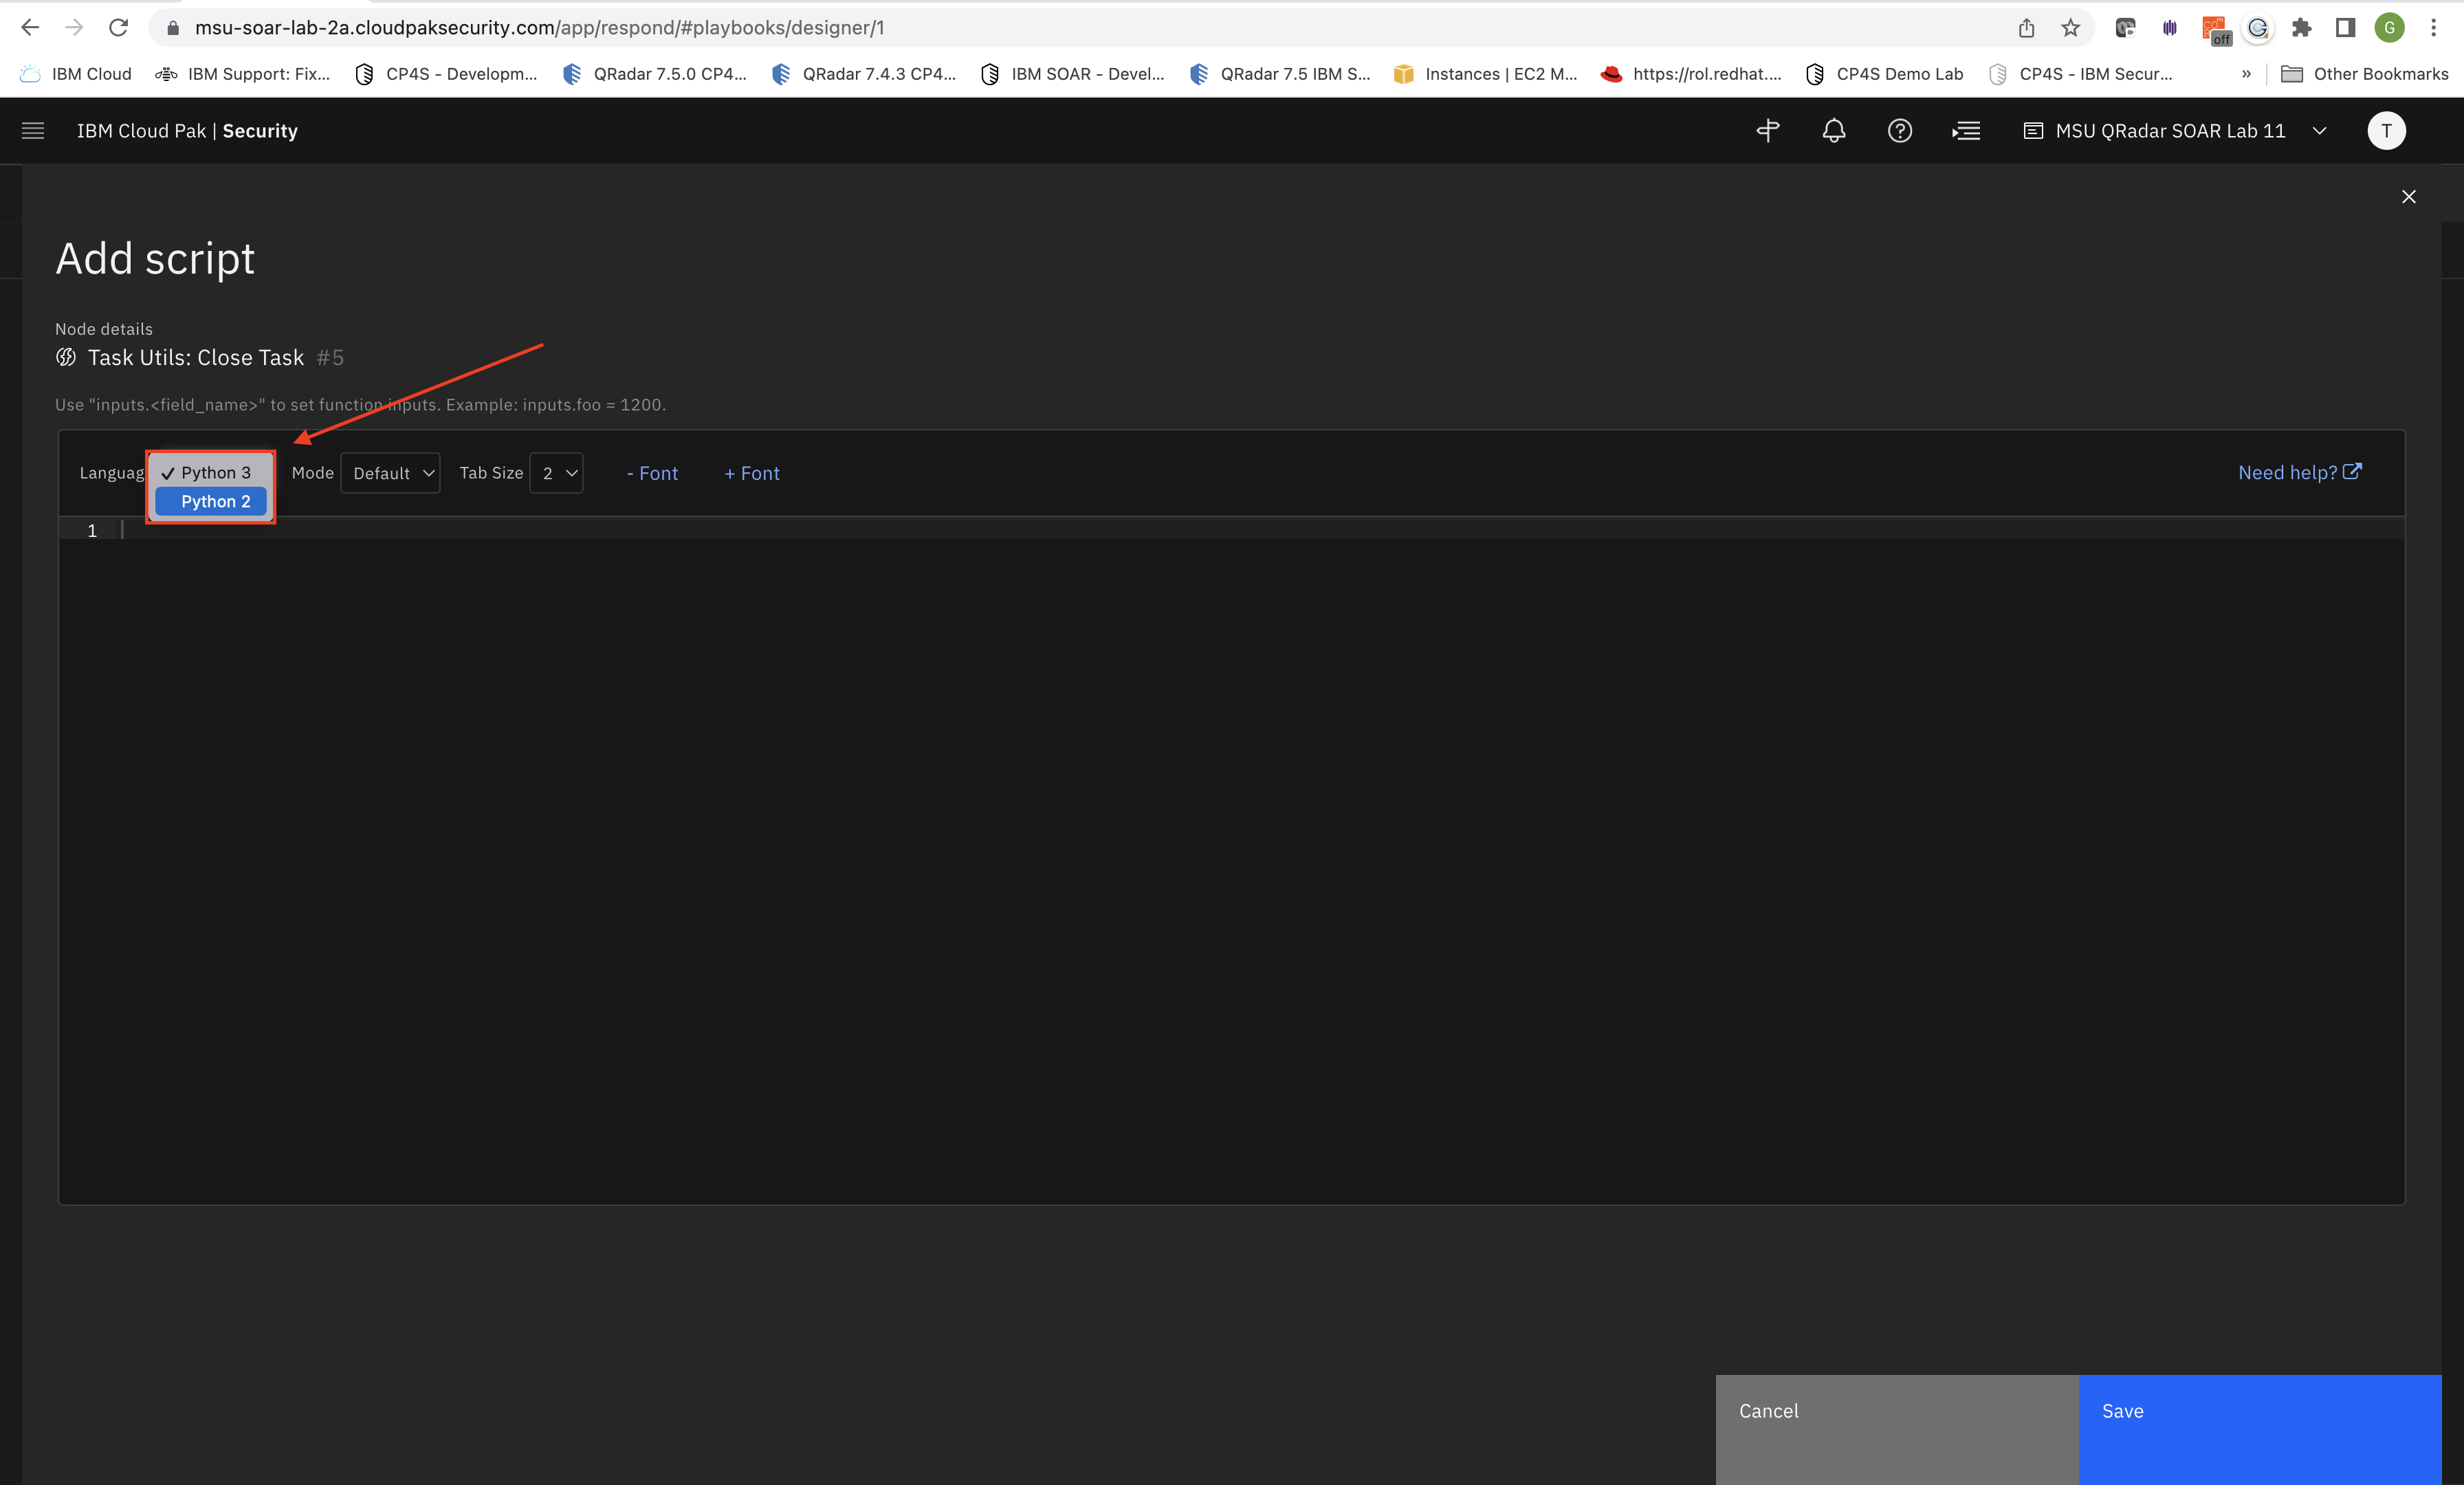 msu-soar-lab-2a.cloudpaksecurity.com/app/respond/#playbooks/designer/1
off
G
IBM Cloud
IBM Support: Fix...
CP4S - Developm...
QRadar 7.5.0 CP4...
QRadar 7.4.3 CP4...
IBM SOAR - Devel...
QRadar 7.5 IBM S...
Instances | EC2 M...
https://rol.redhat....
CP4S Demo Lab
CP4S - IBM Secur...
»
Other Bookmarks
IBM Cloud Pak | Security
MSU QRadar SOAR Lab 11
T
Add script
Node details
Task Utils: Close Task #5
Use "inputs.<field_name>" to set function inputs. Example: inputs.foo = 1200.
Languag
✓ Python 3
Python 2
Mode
Default
Tab Size
2
- Font
+ Font
Need help?
1
Cancel
Save